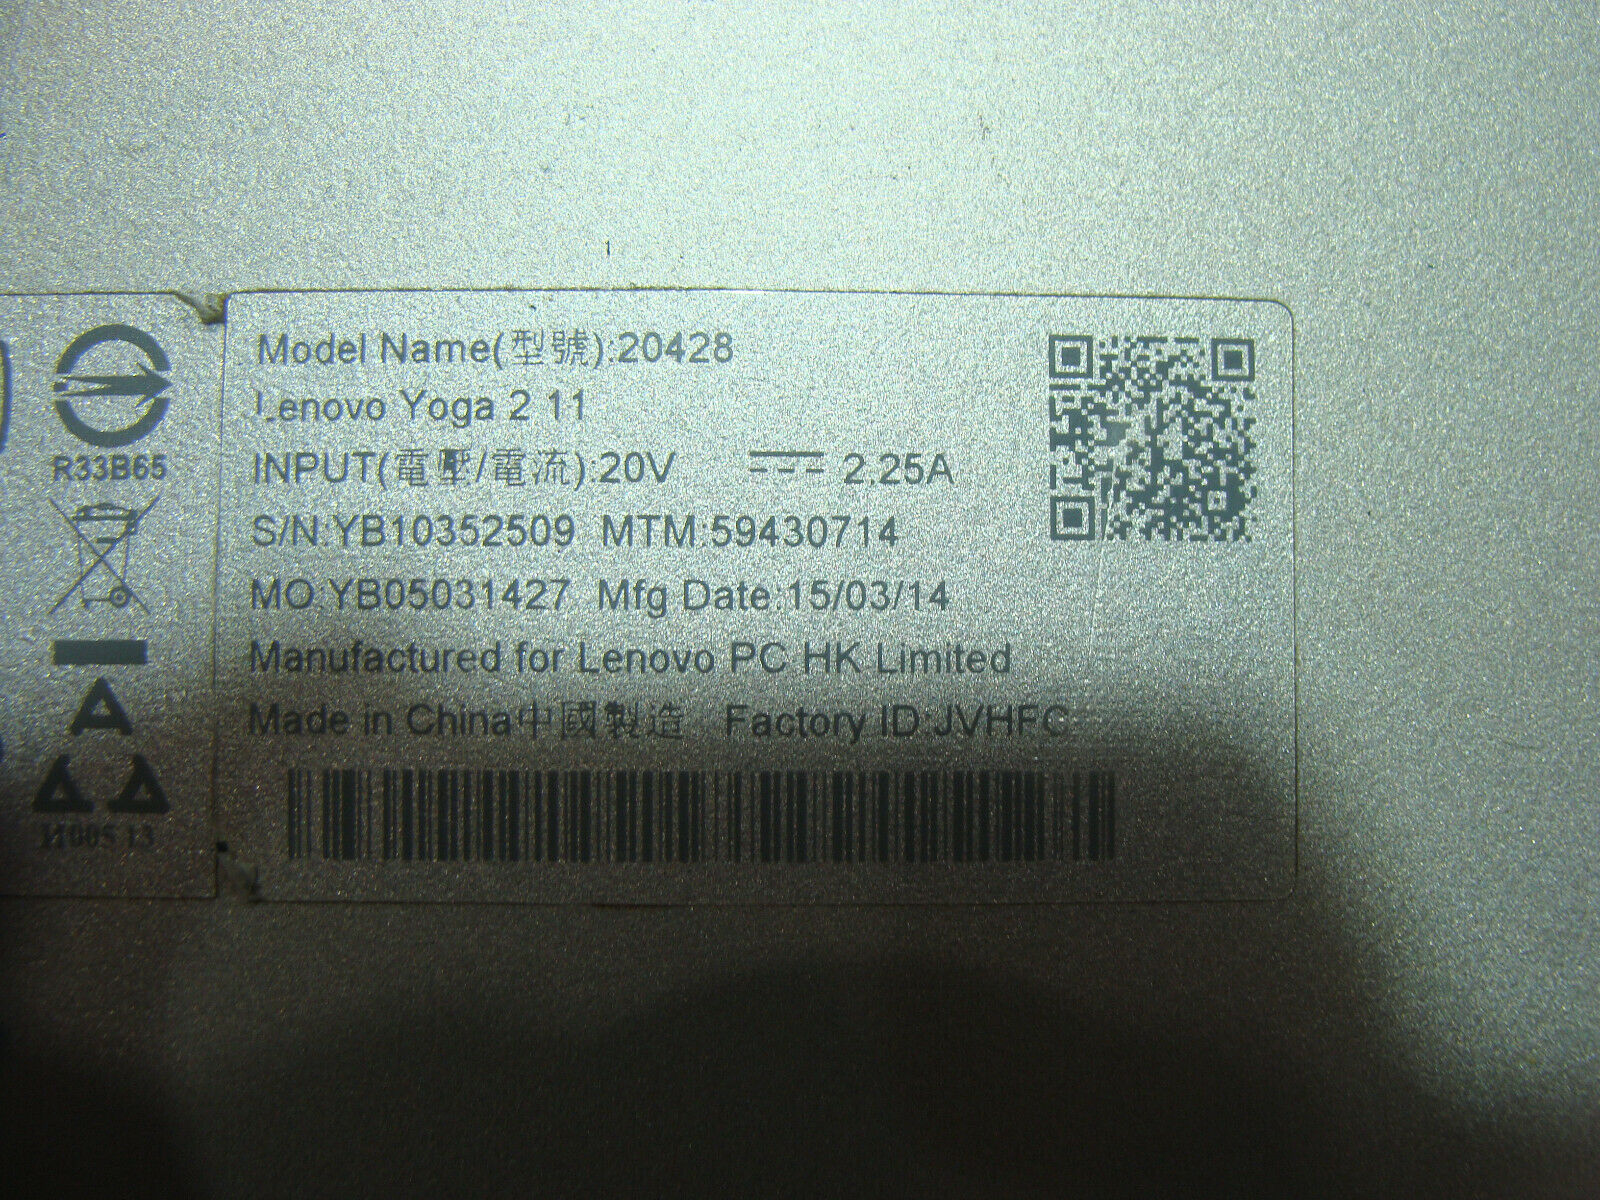 Model Name(型號):20428
Lenovo Yoga 2 11
INPUT(電壓/電流):20V ⎓ 2.25A
S/N:YB10352509 MTM:59430714
MO:YB05031427 Mfg Date:15/03/14
Manufactured for Lenovo PC HK Limited
Made in China中國製造 Factory ID:JVHFC
R33B65